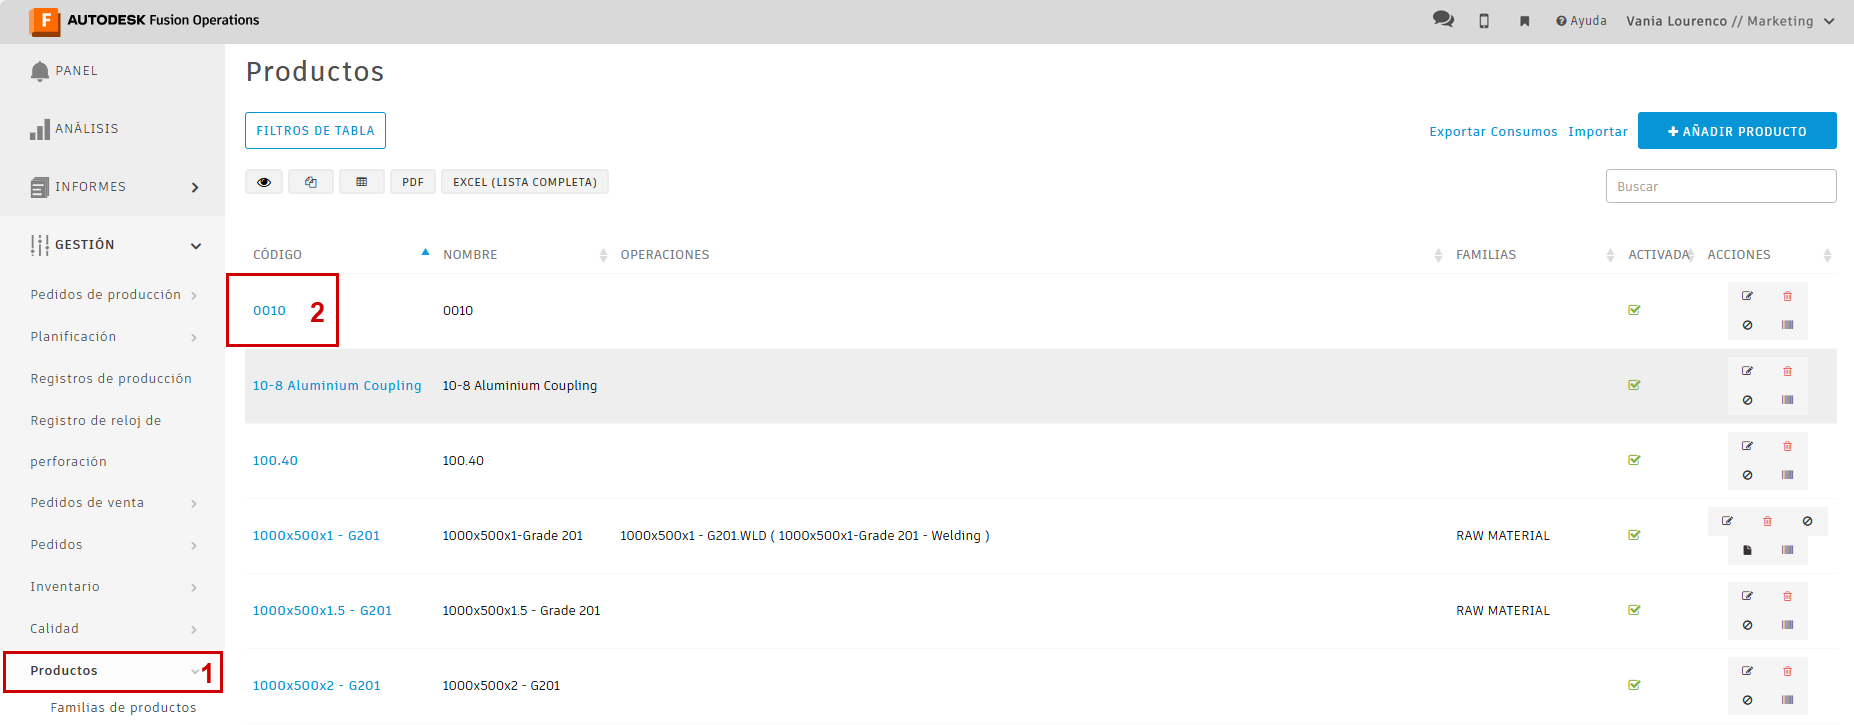 F AUTODESK Fusion Operations
Ayuda Vania Lourenco // Marketing
PANEL
ANÁLISIS
INFORMES
GESTIÓN
Pedidos de producción
Planificación
Registros de producción
Registro de reloj de
perforación
Pedidos de venta
Pedidos
Inventario
Calidad
Productos 1
Familias de productos
Productos
FILTROS DE TABLA
Exportar Consumos Importar + AÑADIR PRODUCTO
PDF EXCEL (LISTA COMPLETA)
Buscar
CÓDIGO NOMBRE OPERACIONES FAMILIAS ACTIVADA ACCIONES
0010 2 0010
10-8 Aluminium Coupling 10-8 Aluminium Coupling
100.40 100.40
1000x500x1 - G201 1000x500x1-Grade 201 1000x500x1 - G201.WLD ( 1000x500x1-Grade 201 - Welding ) RAW MATERIAL
1000x500x1.5 - G201 1000x500x1.5 - Grade 201 RAW MATERIAL
1000x500x2 - G201 1000x500x2 - G201